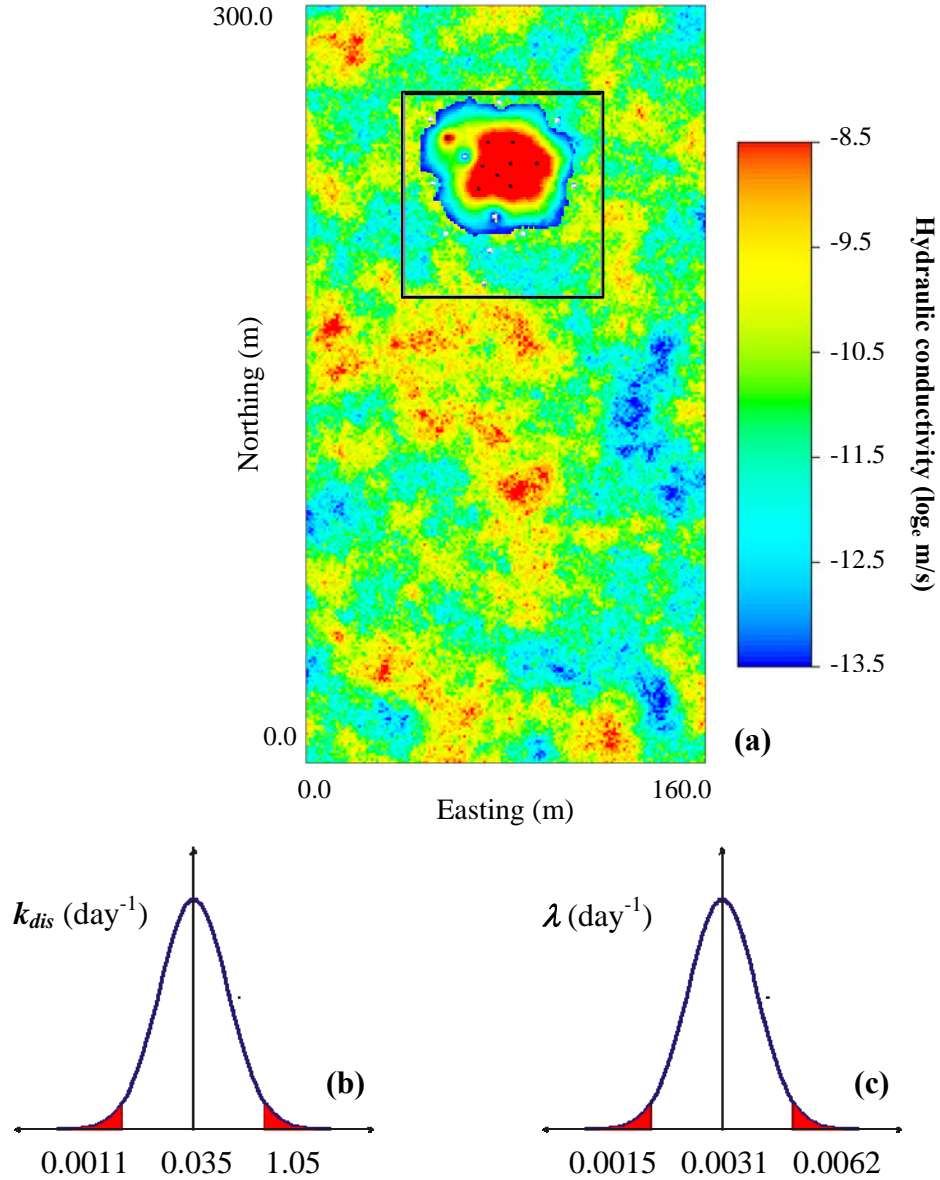 300.0
-8.5
-9.5
-10.5
-11.5
-12.5
-13.5
Hydraulic conductivity (logₑ m/s)
Northing (m)
0.0
(a)
0.0
160.0
Easting (m)
k_dis (day⁻¹)
(b)
0.0011 0.035 1.05
λ (day⁻¹)
(c)
0.0015 0.0031 0.0062